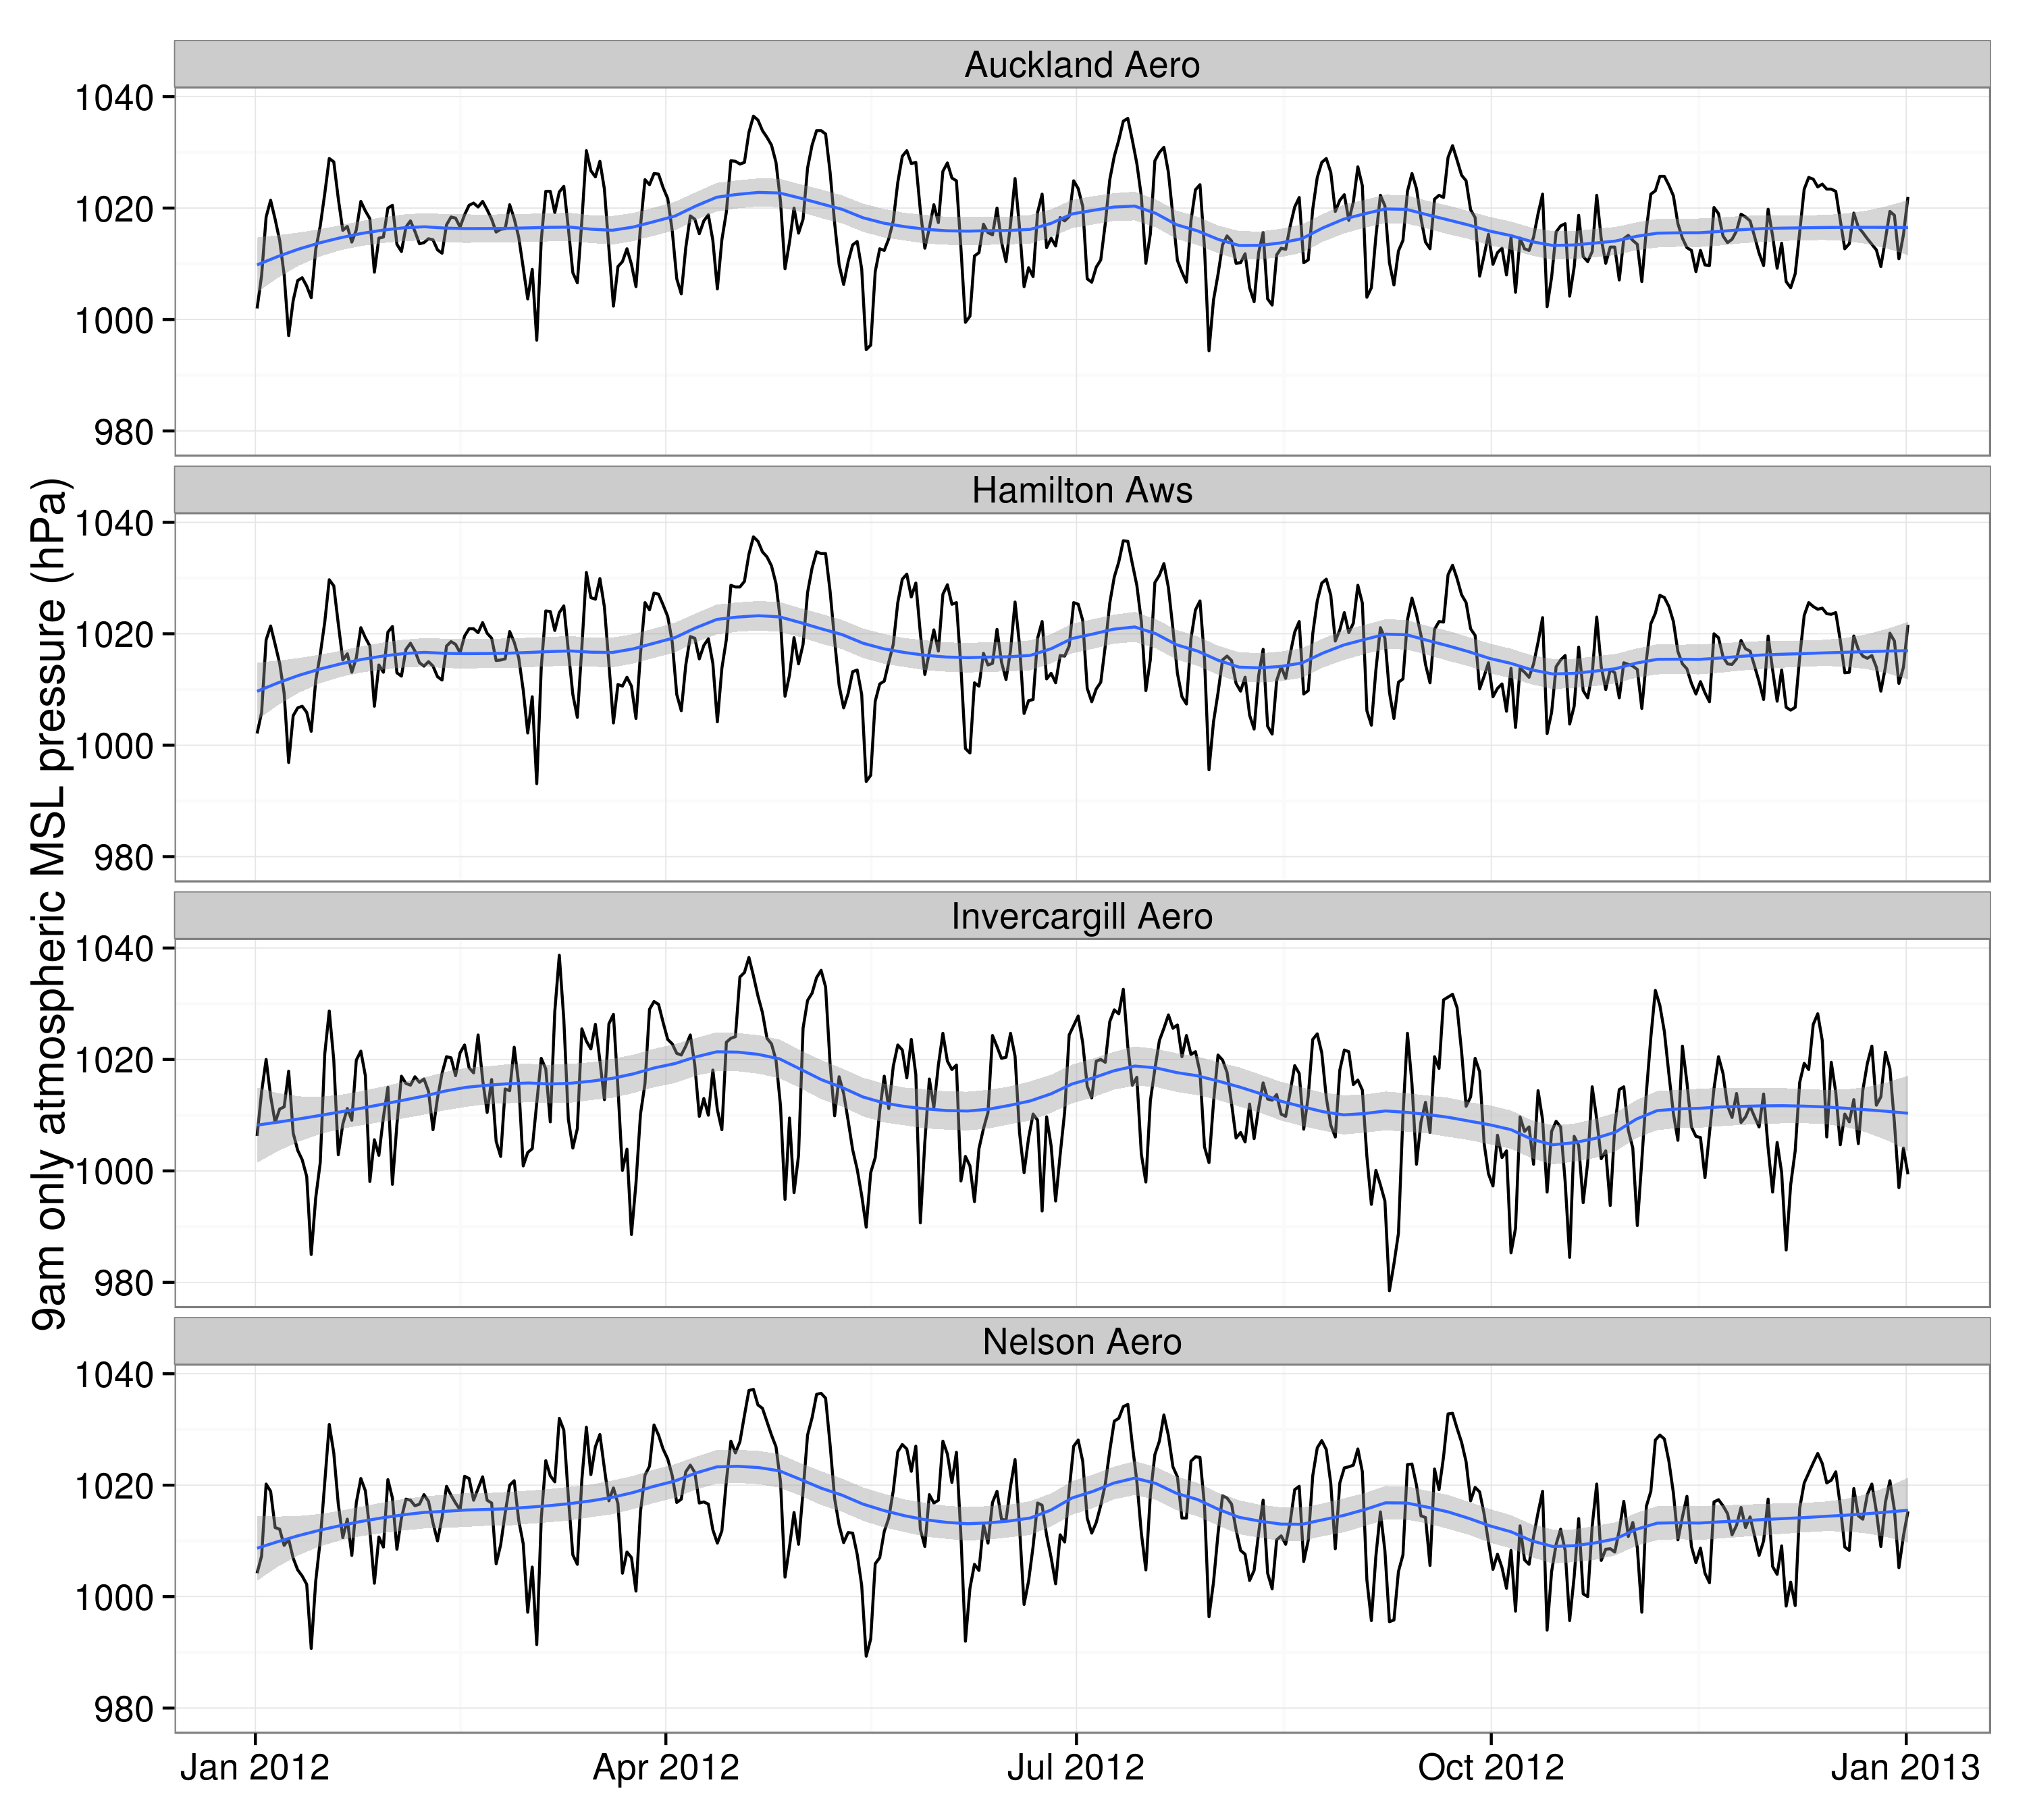 9am only atmospheric MSL pressure (hPa)
Auckland Aero
1040
1020
1000
980
Hamilton Aws
1040
1020
1000
980
Invercargill Aero
1040
1020
1000
980
Nelson Aero
1040
1020
1000
980
Jan 2012 Apr 2012 Jul 2012 Oct 2012 Jan 2013